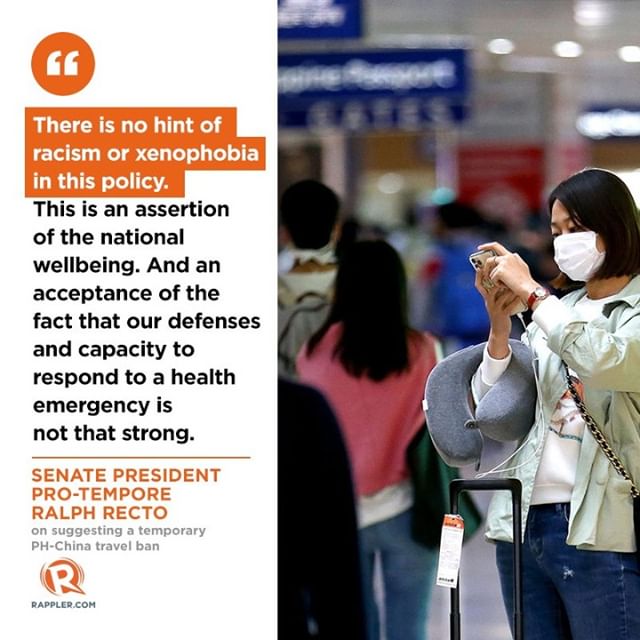 There is no hint of
racism or xenophobia
in this policy.
This is an assertion
of the national
wellbeing. And an
acceptance of the
fact that our defenses
and capacity to
respond to a health
emergency is
not that strong.
SENATE PRESIDENT
PRO-TEMPORE
RALPH RECTO
on suggesting a temporary
PH-China travel ban
R
RAPPLER.COM
Passport
GATES